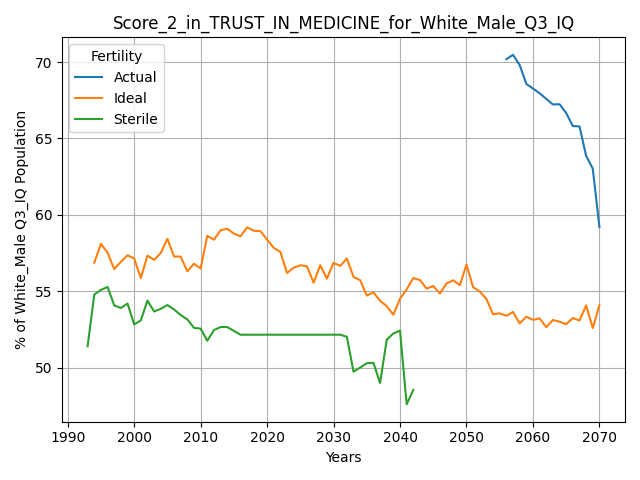 Score_2_in_TRUST_IN_MEDICINE_for_White_Male_Q3_IQ
Fertility
Actual
Ideal
Sterile
% of White_Male Q3_IQ Population
70
65
60
55
50
1990
2000
2010
2020
2030
2040
2050
2060
2070
Years